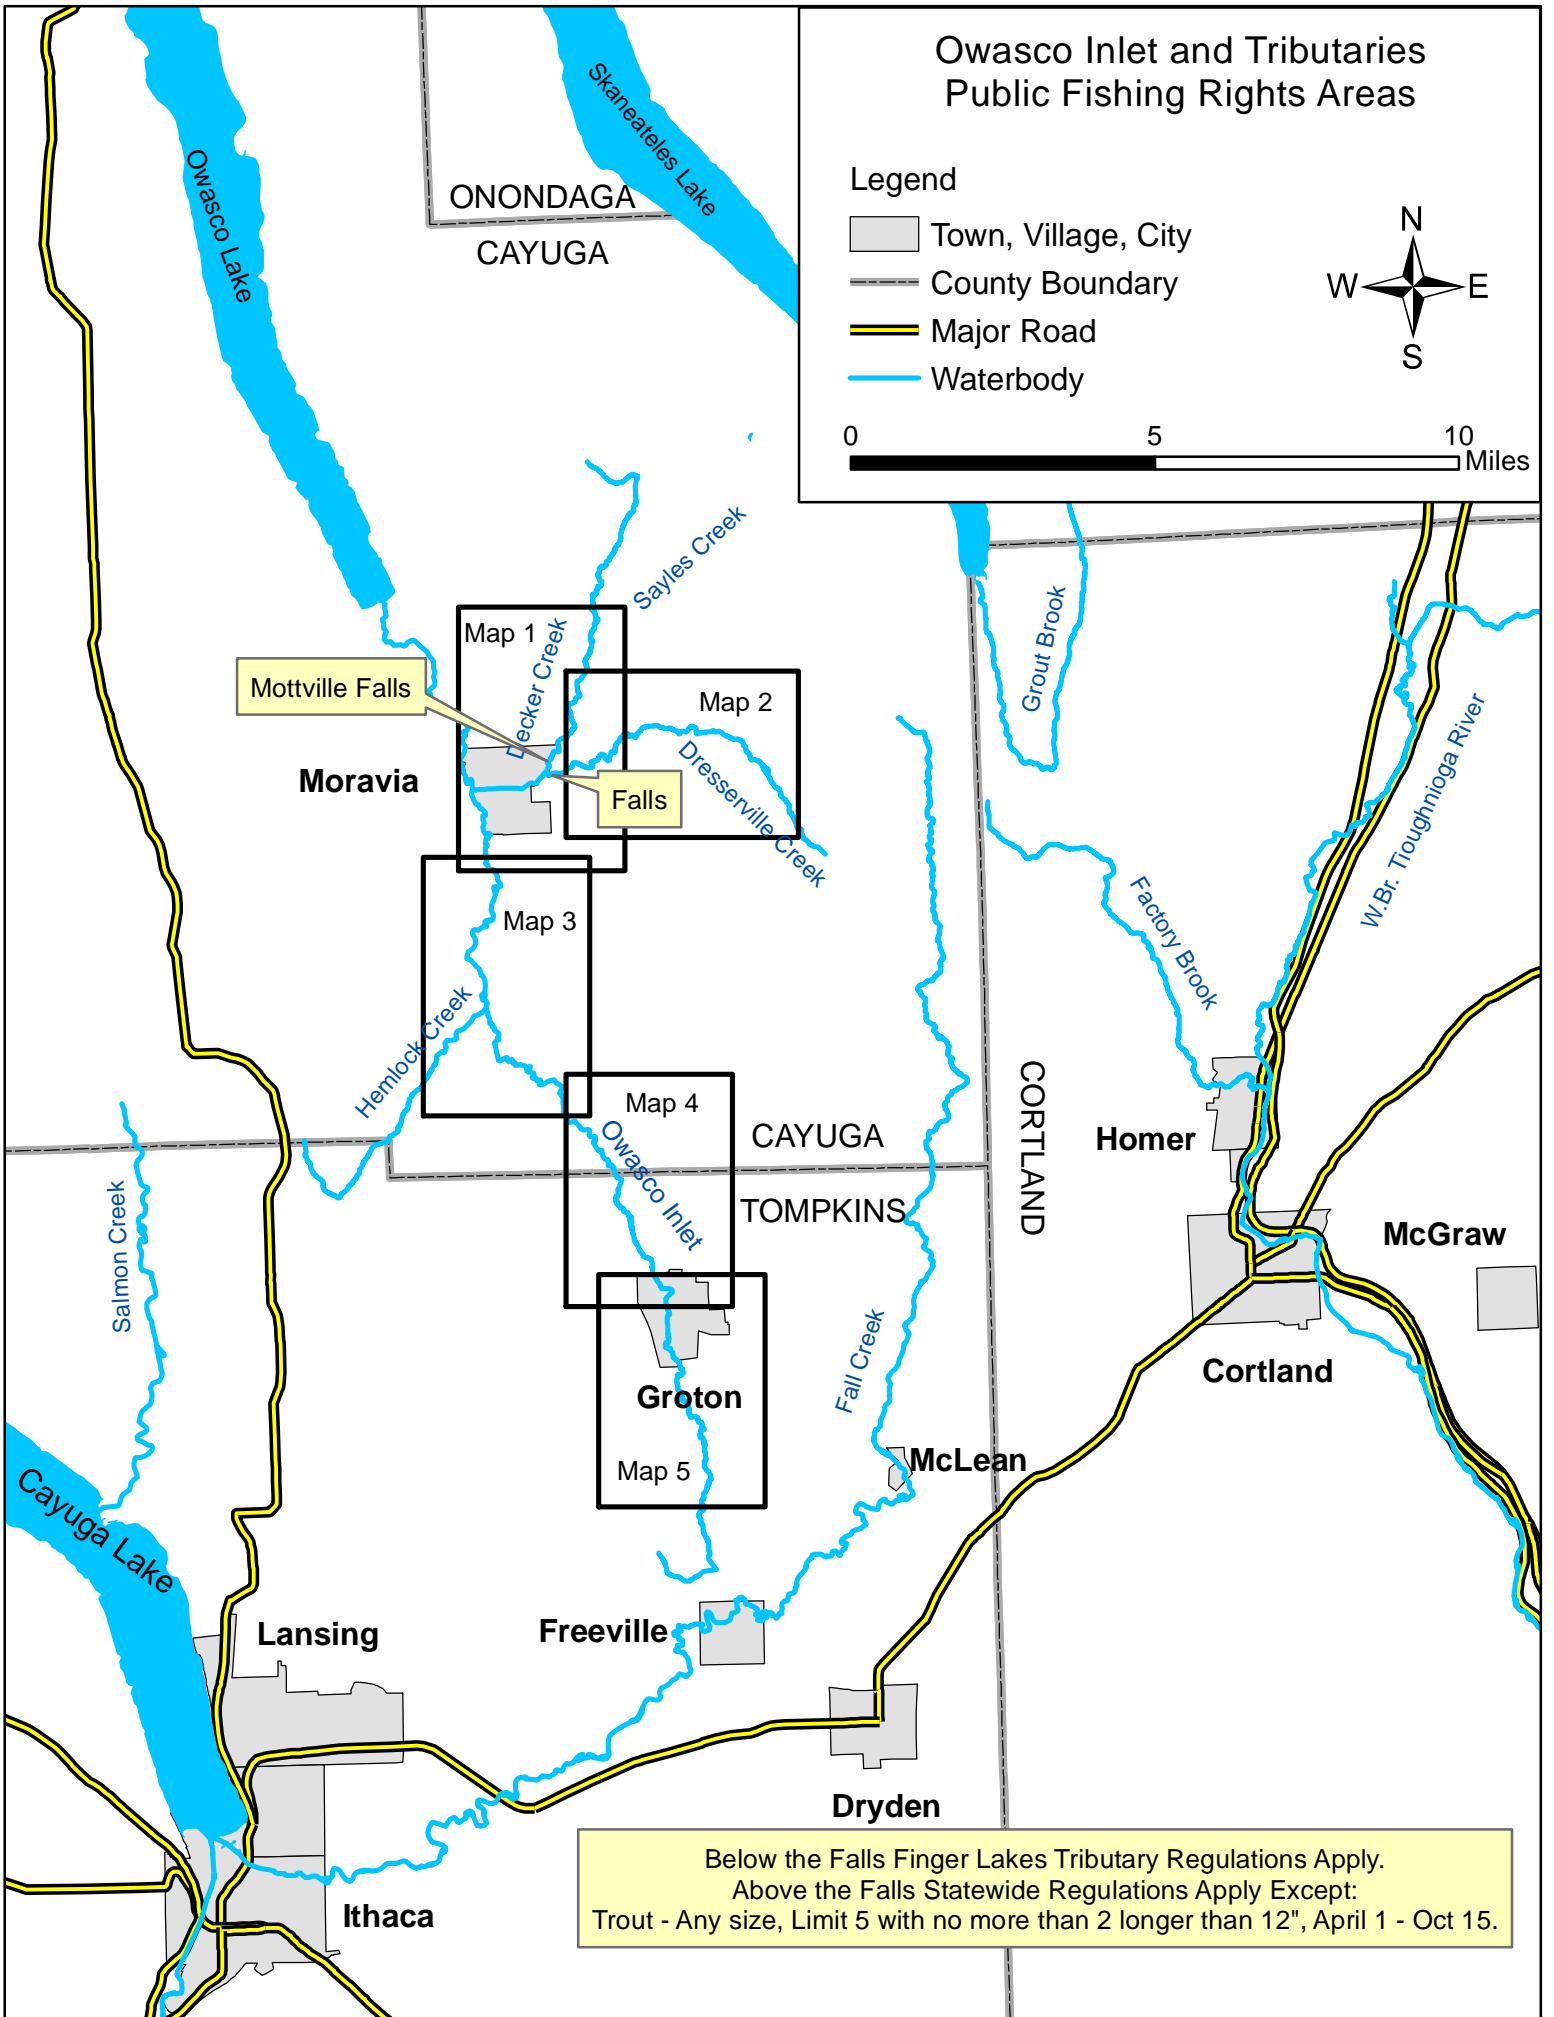 Owasco Inlet and Tributaries
Public Fishing Rights Areas
Legend
Town, Village, City
County Boundary
Major Road
Waterbody
N
W
E
S
0
5
10
Miles
Owasco Lake
Skaneateles Lake
ONONDAGA
CAYUGA
Sayles Creek
Map 1
Decker Creek
Mottville Falls
Map 2
Dresserville Creek
Moravia
Falls
Grout Brook
W.Br. Tioughnioga River
Factory Brook
Map 3
Hemlock Creek
Map 4
CAYUGA
Owasco Inlet
TOMPKINS
CORTLAND
Homer
McGraw
Salmon Creek
Cortland
Fall Creek
Groton
Map 5
McLean
Cayuga Lake
Lansing
Freeville
Dryden
Ithaca
Below the Falls Finger Lakes Tributary Regulations Apply.
Above the Falls Statewide Regulations Apply Except:
Trout - Any size, Limit 5 with no more than 2 longer than 12", April 1 - Oct 15.